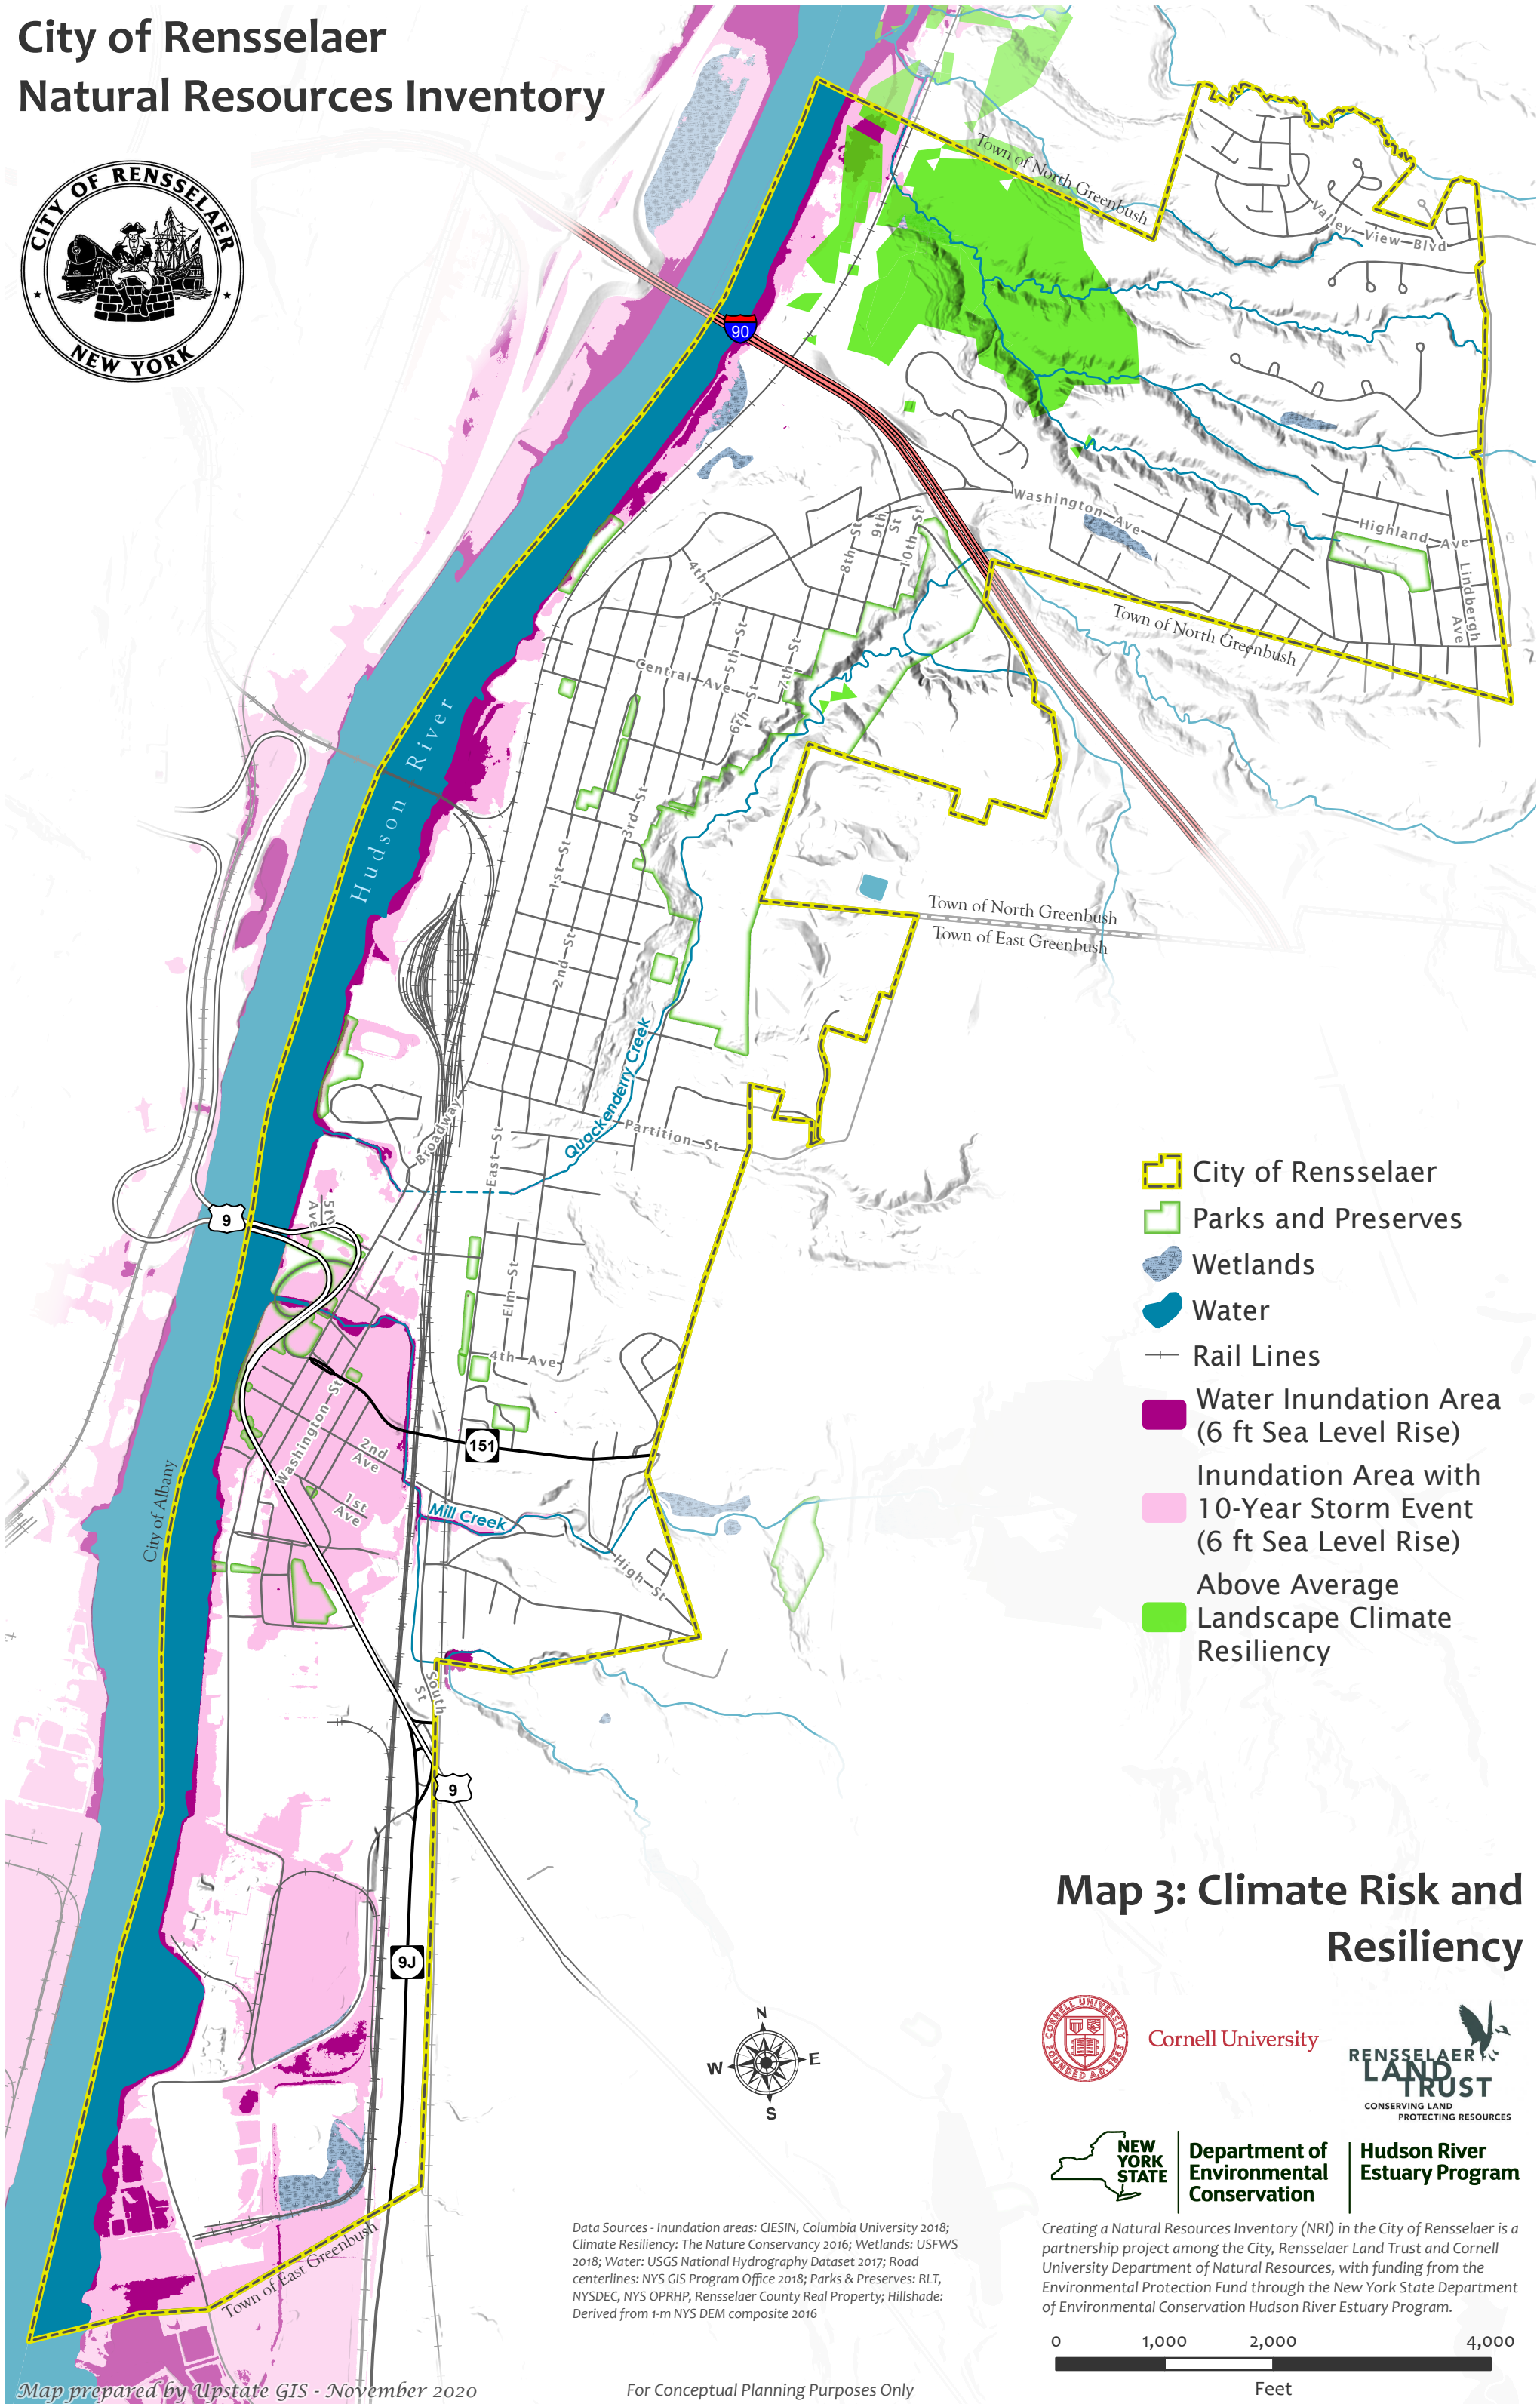 City of Rensselaer
Natural Resources Inventory
CITY OF RENSSELAER
NEW YORK
Town of North Greenbush
Valley View Blvd
90
Washington Ave
Highland Ave
Lindbergh
Ave
8th St
9th
St
10th St
4th St
5th St
7th St
6th St
Central Ave
Town of North Greenbush
Hudson River
3rd St
1st St
2nd St
Town of North Greenbush
Town of East Greenbush
Quackenderry Creek
Broadway
Partition St
East St
5th
Ave
9
Elm St
4th Ave
Washington St
151
2nd
Ave
1st
Ave
Mill Creek
City of Albany
High St
South
St
9
9J
Town of East Greenbush
City of Rensselaer
Parks and Preserves
Wetlands
Water
Rail Lines
Water Inundation Area
(6 ft Sea Level Rise)
Inundation Area with
10-Year Storm Event
(6 ft Sea Level Rise)
Above Average
Landscape Climate
Resiliency
Map 3: Climate Risk and
Resiliency
N
W
E
S
CORNELL UNIVERSITY
FOUNDED A.D. 1865
Cornell University
RENSSELAER
LAND
TRUST
CONSERVING LAND
PROTECTING RESOURCES
NEW
YORK
STATE
Department of
Environmental
Conservation
Hudson River
Estuary Program
Data Sources - Inundation areas: CIESIN, Columbia University 2018;
Climate Resiliency: The Nature Conservancy 2016; Wetlands: USFWS
2018; Water: USGS National Hydrography Dataset 2017; Road
centerlines: NYS GIS Program Office 2018; Parks & Preserves: RLT,
NYSDEC, NYS OPRHP, Rensselaer County Real Property; Hillshade:
Derived from 1-m NYS DEM composite 2016
Creating a Natural Resources Inventory (NRI) in the City of Rensselaer is a
partnership project among the City, Rensselaer Land Trust and Cornell
University Department of Natural Resources, with funding from the
Environmental Protection Fund through the New York State Department
of Environmental Conservation Hudson River Estuary Program.
0 1,000 2,000 4,000
Feet
Map prepared by Upstate GIS - November 2020
For Conceptual Planning Purposes Only